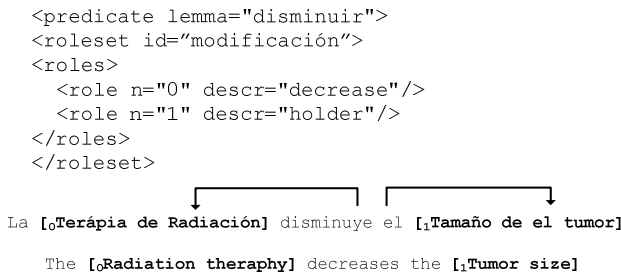 <predicate lemma="disminuir">
<roleset id=”modificación”>
<roles>
<role n="0" descr="decrease"/>
<role n="1" descr="holder"/>
</roles>
</roleset>
La [₀Terápia de Radiación] disminuye el [₁Tamaño de el tumor]
The [₀Radiation theraphy] decreases the [₁Tumor size]